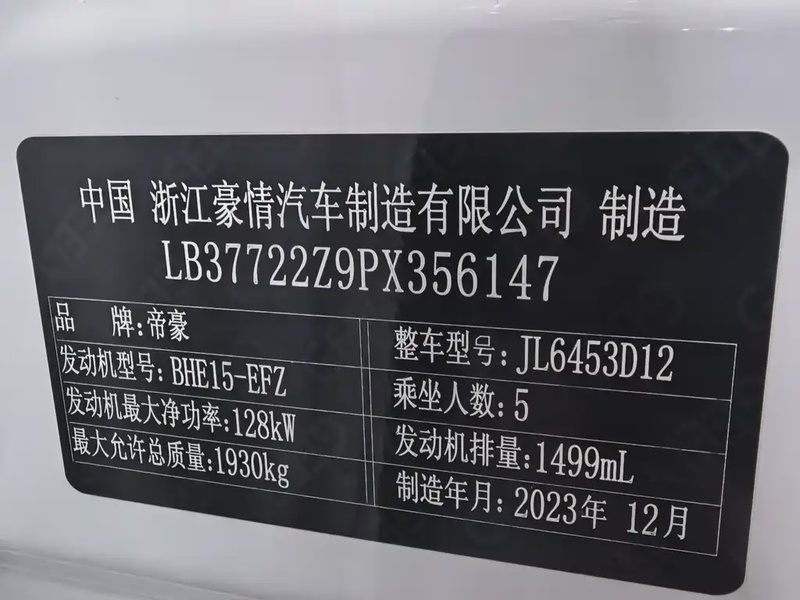 中国 浙江豪情汽车制造有限公司 制造
LB37722Z9PX356147
品 牌:帝豪
整车型号:JL6453D12
发动机型号:BHE15-EFZ
乘坐人数:5
发动机最大净功率:128kW
发动机排量:1499mL
最大允许总质量:1930kg
制造年月:2023年 12月